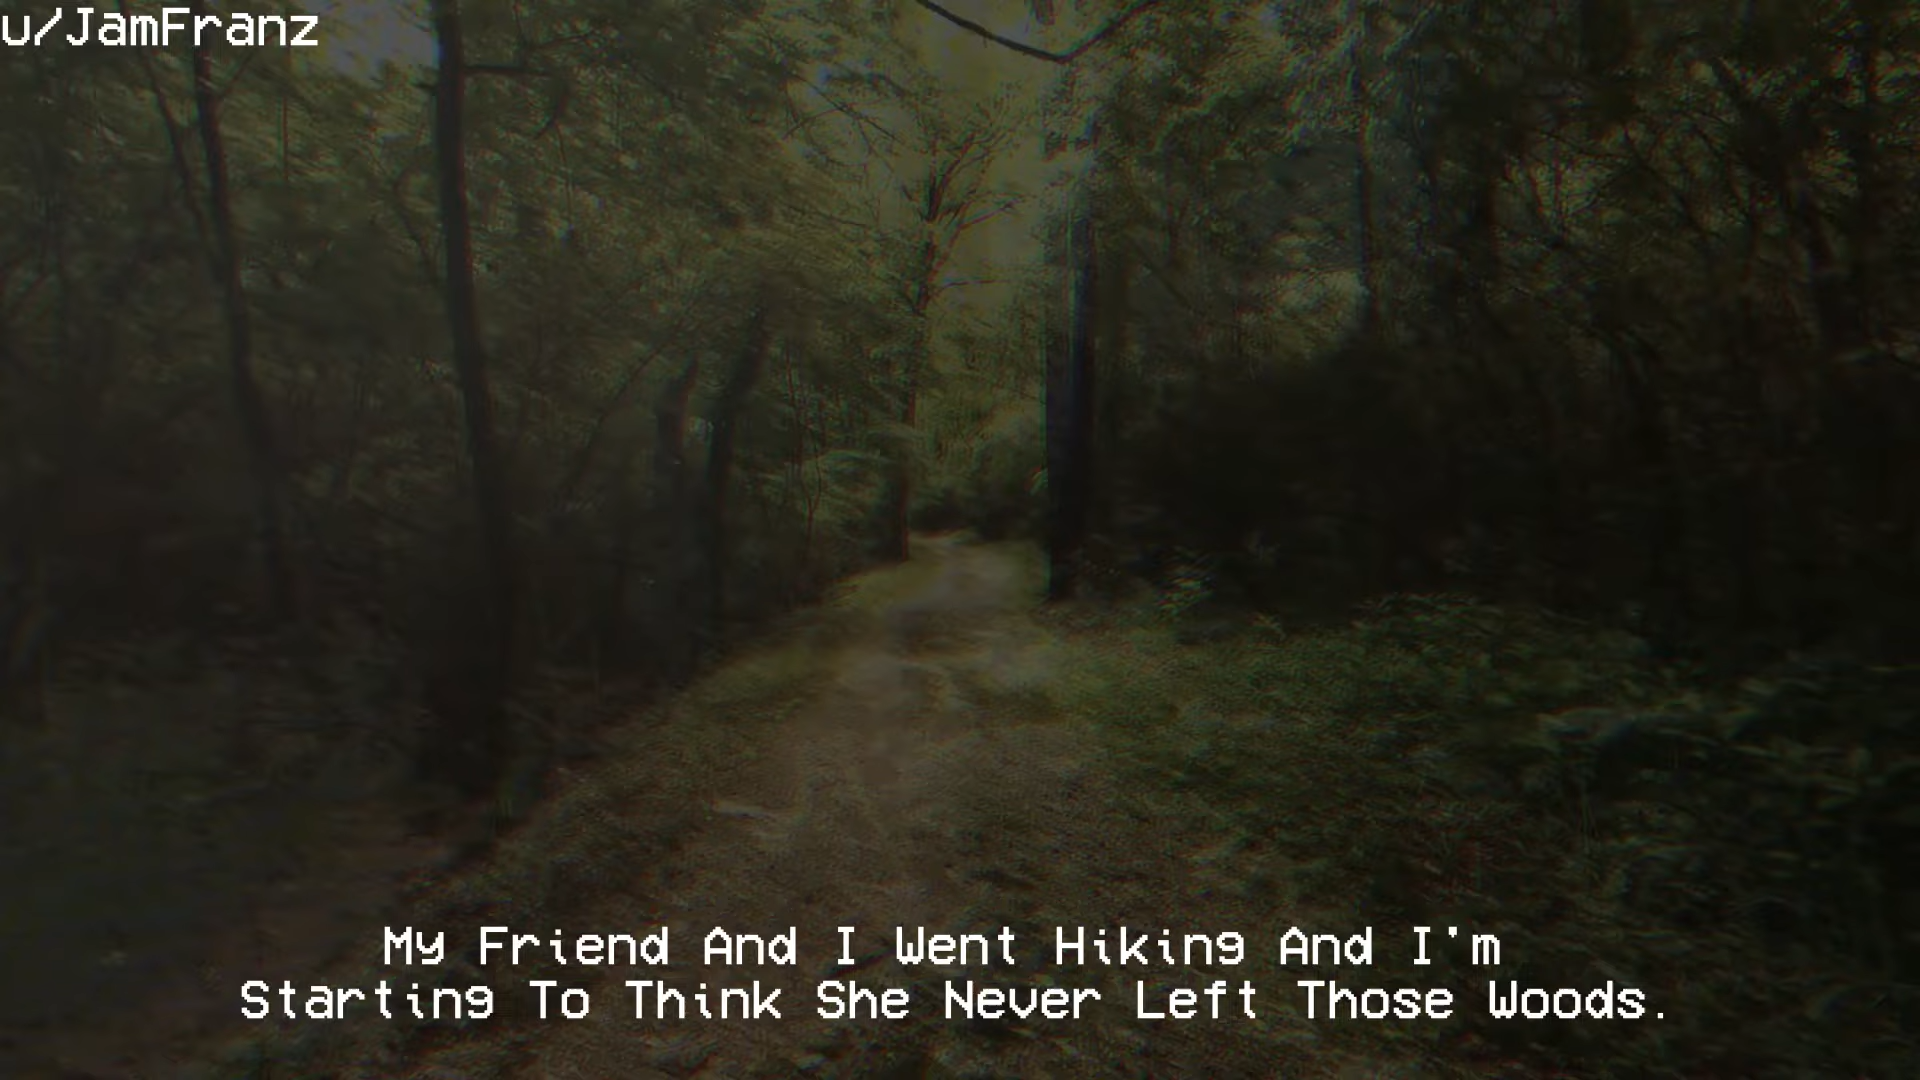 u/JamFranz
My Friend And I Went Hiking And I'm
Starting To Think She Never Left Those Woods.